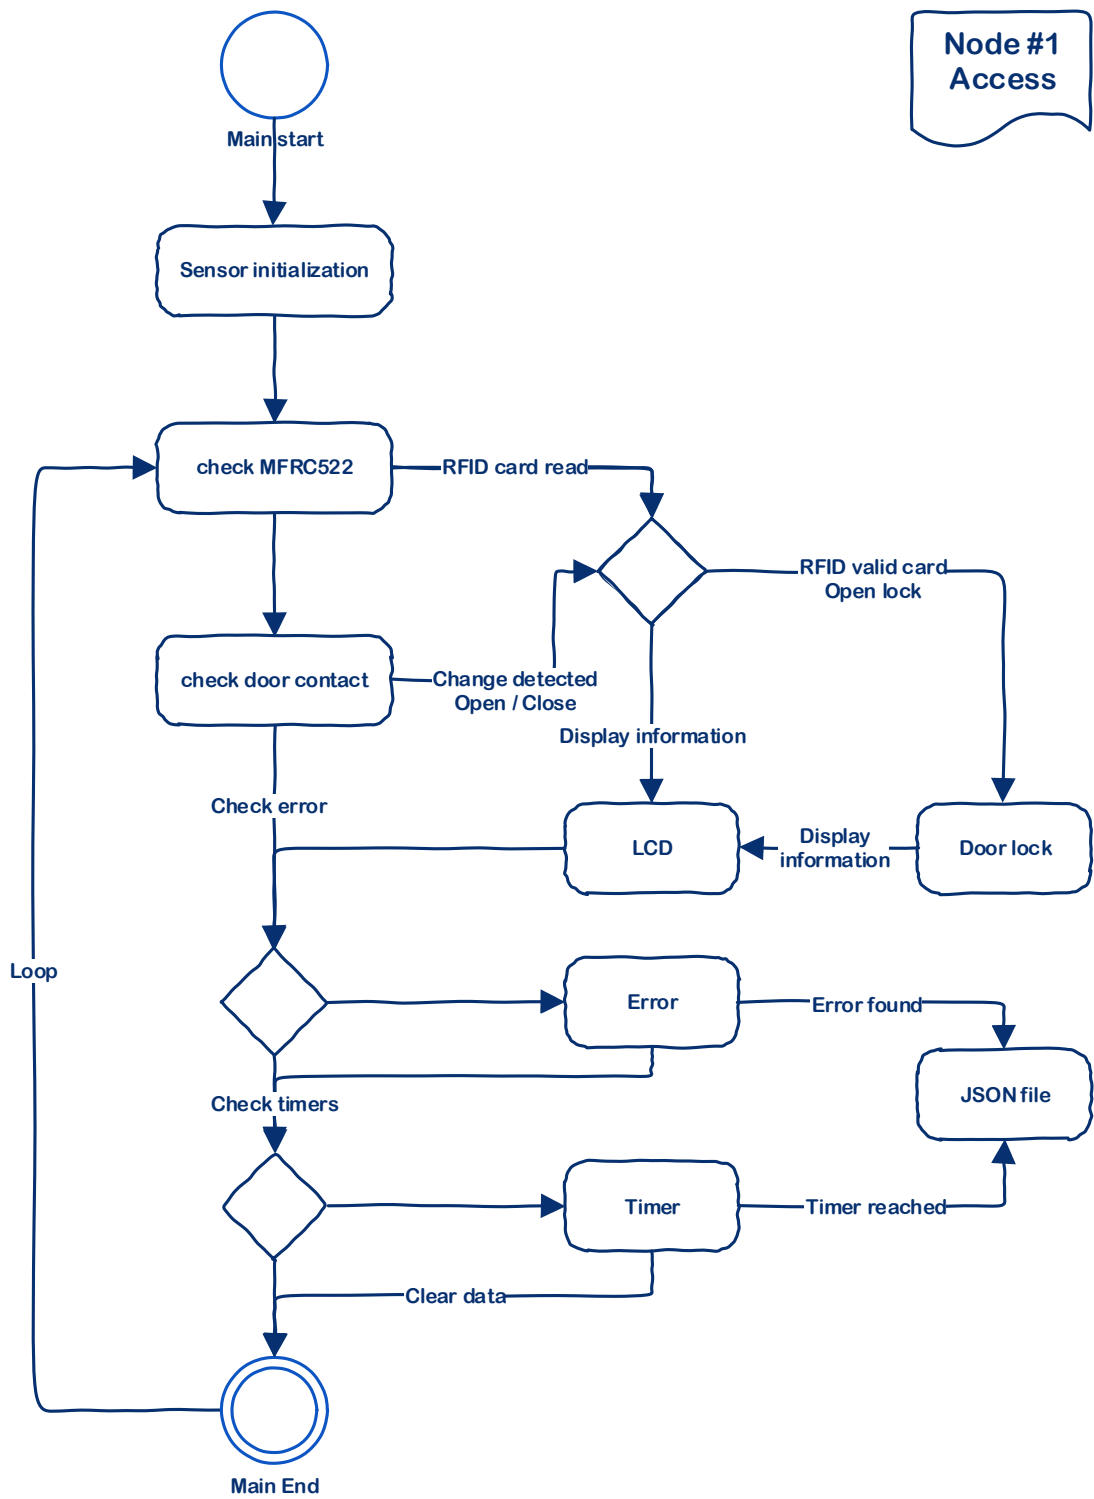 Node #1
Access
Main start
Sensor initialization
check MFRC522
RFID card read
RFID valid card
Open lock
check door contact
Change detected
Open / Close
Display information
Check error
LCD
Display
information
Door lock
Loop
Error
Error found
JSON file
Check timers
Timer
Timer reached
Clear data
Main End